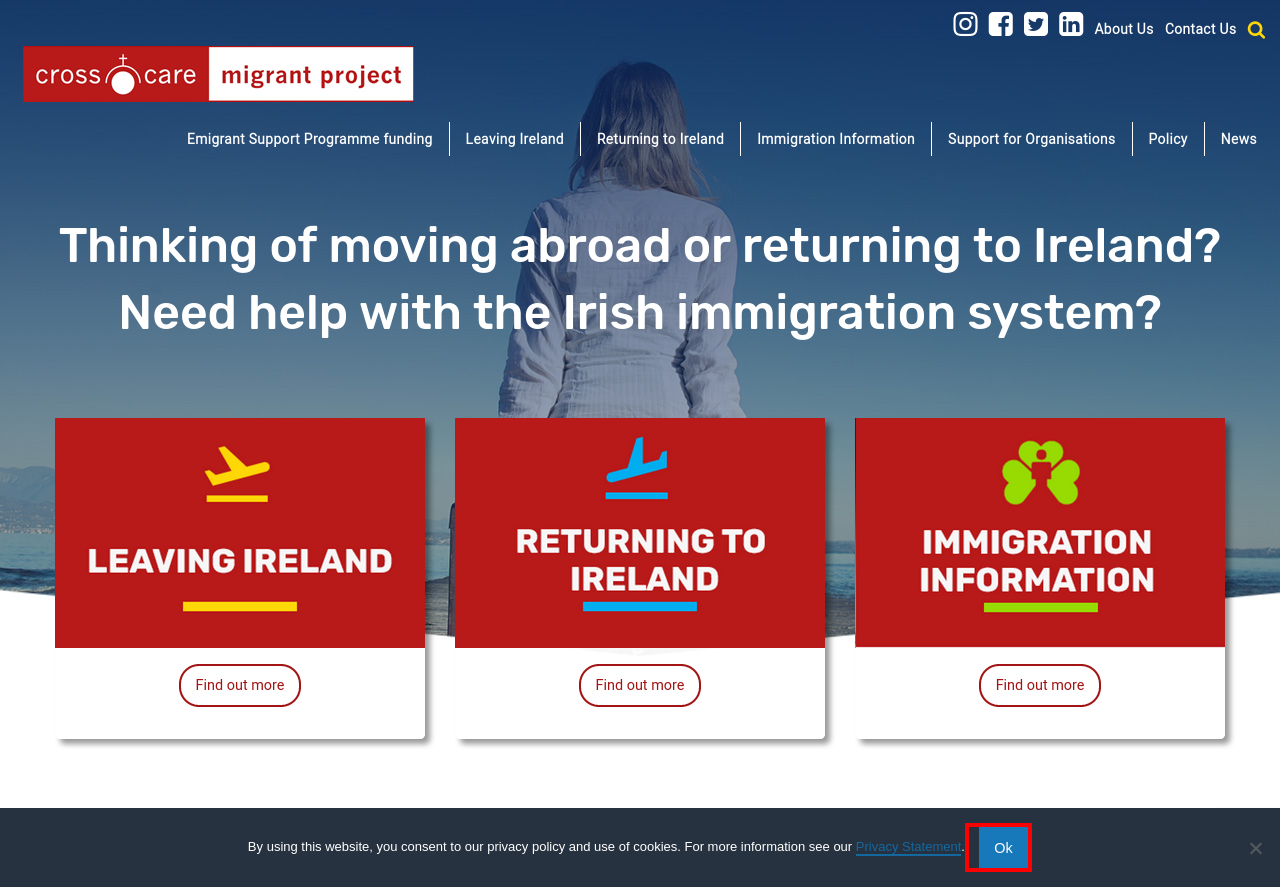 About Us Contact Us
cross care migrant project
Emigrant Support Programme funding Leaving Ireland Returning to Ireland Immigration Information Support for Organisations Policy News
Thinking of moving abroad or returning to Ireland?
Need help with the Irish immigration system?
LEAVING IRELAND
RETURNING TO
IRELAND
IMMIGRATION
INFORMATION
Find out more
Find out more
Find out more
By using this website, you consent to our privacy policy and use of cookies. For more information see our Privacy Statement. Ok